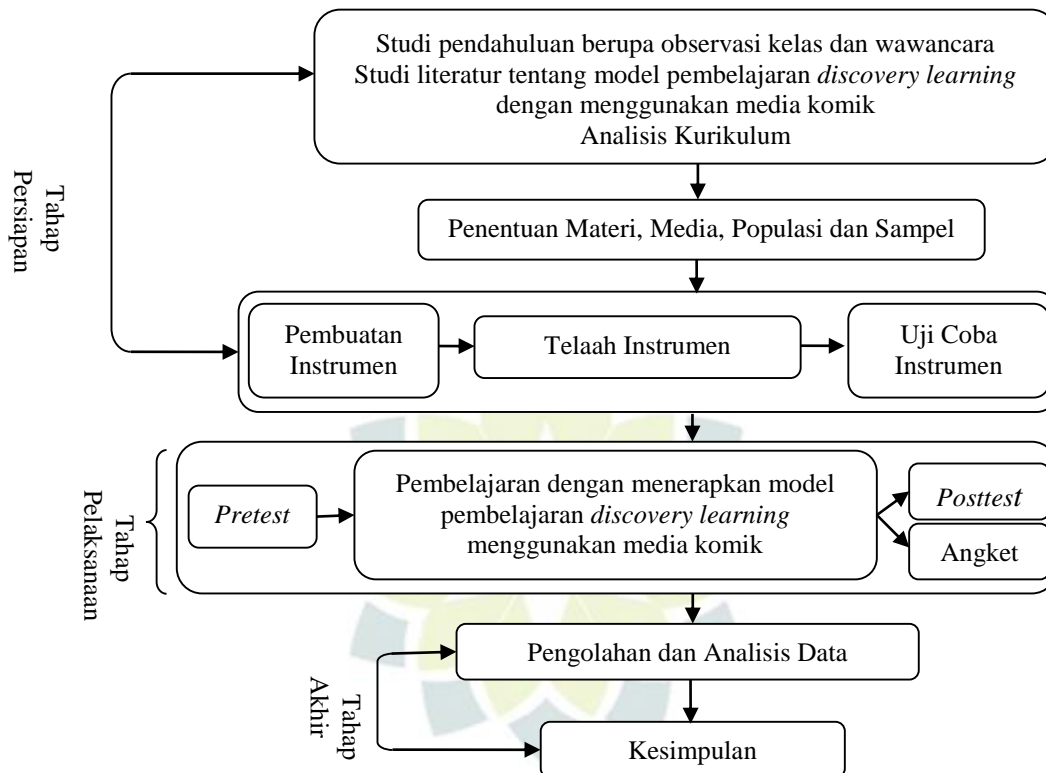 Studi pendahuluan berupa observasi kelas dan wawancara
Studi literatur tentang model pembelajaran discovery learning
dengan menggunakan media komik
Analisis Kurikulum
Tahap
Persiapan
Penentuan Materi, Media, Populasi dan Sampel
Pembuatan
Instrumen
Telaah Instrumen
Uji Coba
Instrumen
Tahap
Pelaksanaan
Pretest
Pembelajaran dengan menerapkan model
pembelajaran discovery learning
menggunakan media komik
Posttest
Angket
Tahap
Akhir
Pengolahan dan Analisis Data
Kesimpulan